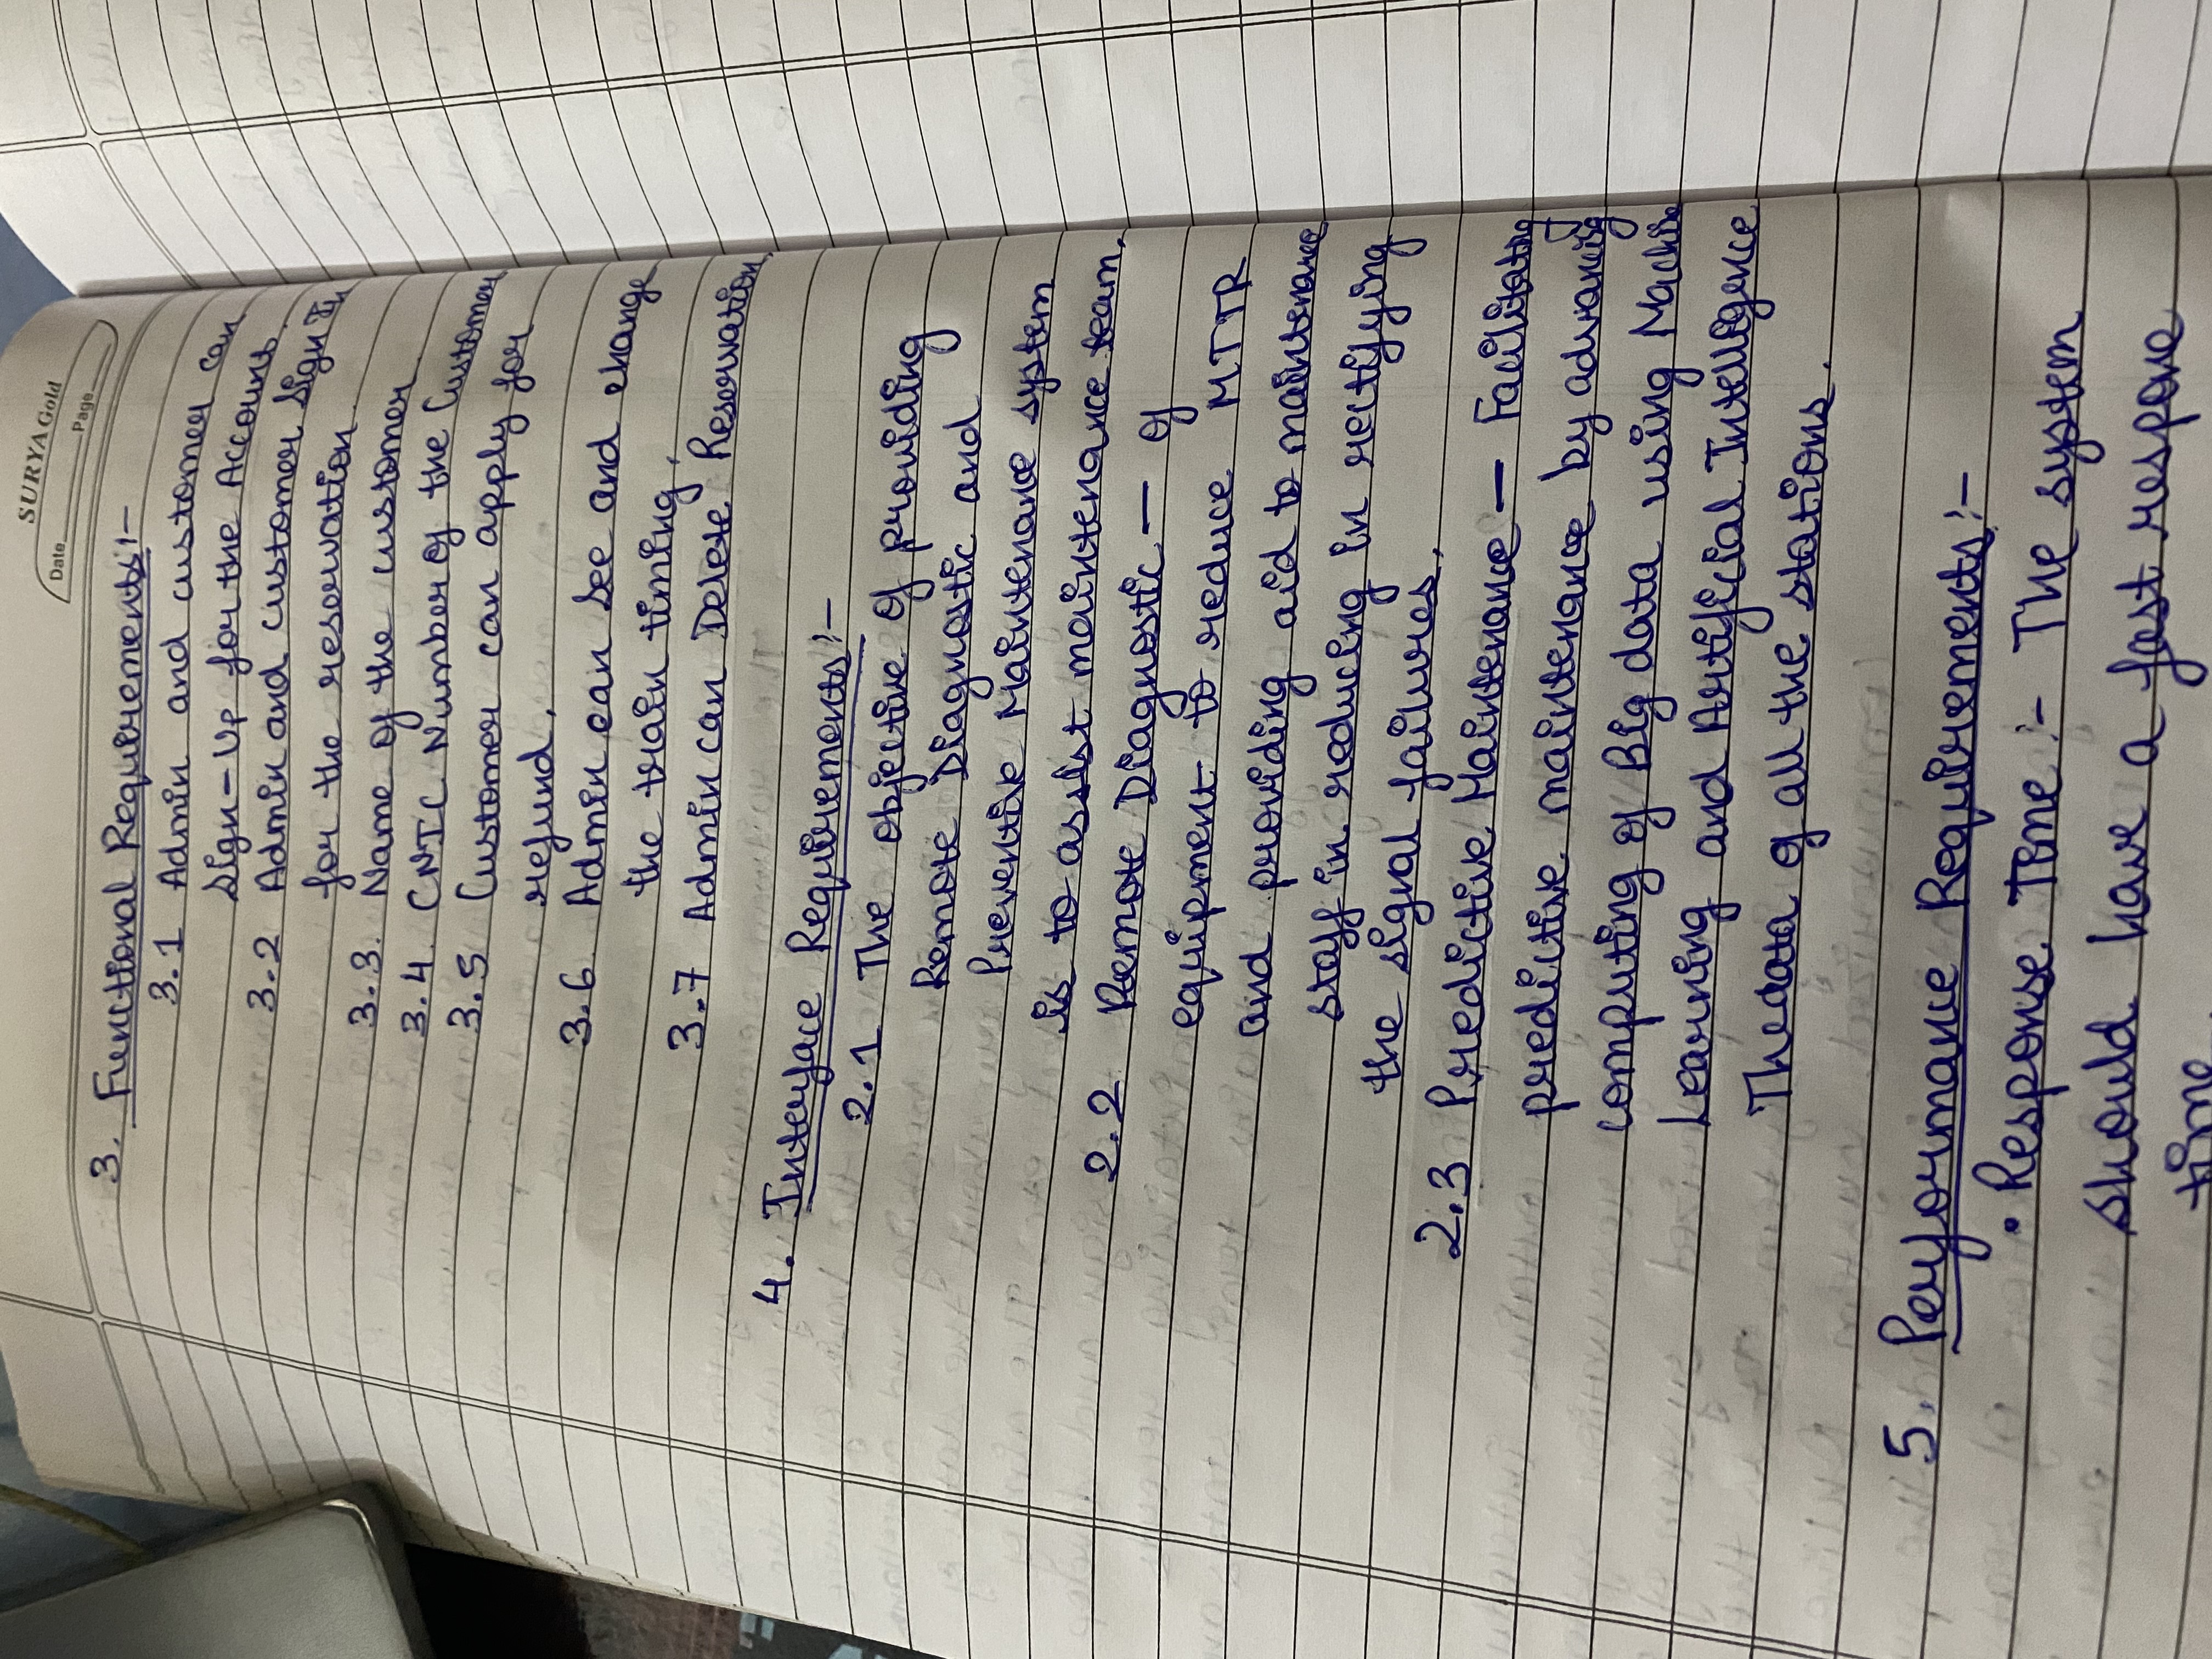 SURYA Gold
Date
Page
3. Functional Requirements:-
3.1 Admin and customer can
Sign-Up for the Account.
3.2 Admin and customer Sign In
for the reservation.
3.3. Name of the customer
3.4 CNIC Number of the Customer
3.5 Customer can apply for
refund.
3.6 Admin can see and change
the train timing.
3.7 Admin can Delete Reservation.
4. Interface Requirements:-
2.1 The objective of providing
Remote Diagnostic and
Preventive Maintenance system
is to assist maintenance team.
2.2 Remote Diagnostic — of
equipment to reduce MTTR
and providing aid to maintenance
staff in reducing in rectifying
the signal failures.
2.3 Predictive Maintenance — Facilitating
predictive maintenance by advancing
computing of Big data using Machine
Learning and Artificial Intelligence
The data of all the stations.
5. Performance Requirements:-
• Response Time :- The system
should have a fast respone
time.